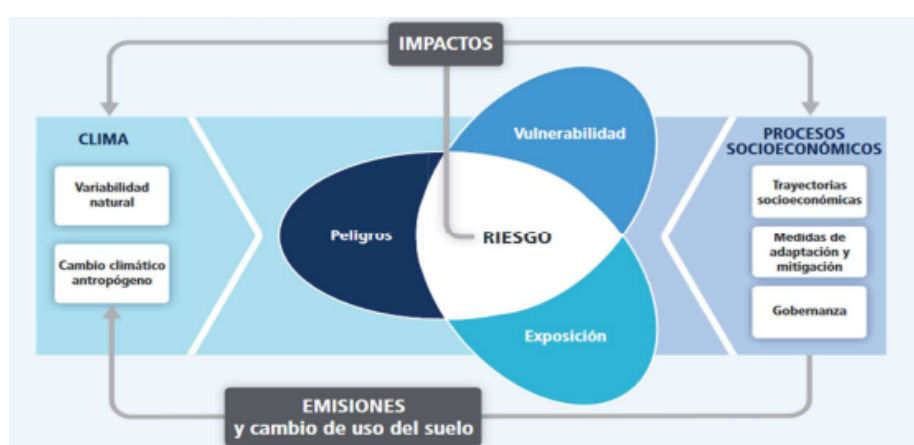 IMPACTOS
CLIMA
Variabilidad
natural
Cambio climático
antropógeno
Peligros
RIESGO
Vulnerabilidad
Exposición
PROCESOS
SOCIOECONÓMICOS
Trayectorias
socioeconómicas
Medidas de
adaptación y
mitigación
Gobernanza
EMISIONES
y cambio de uso del suelo